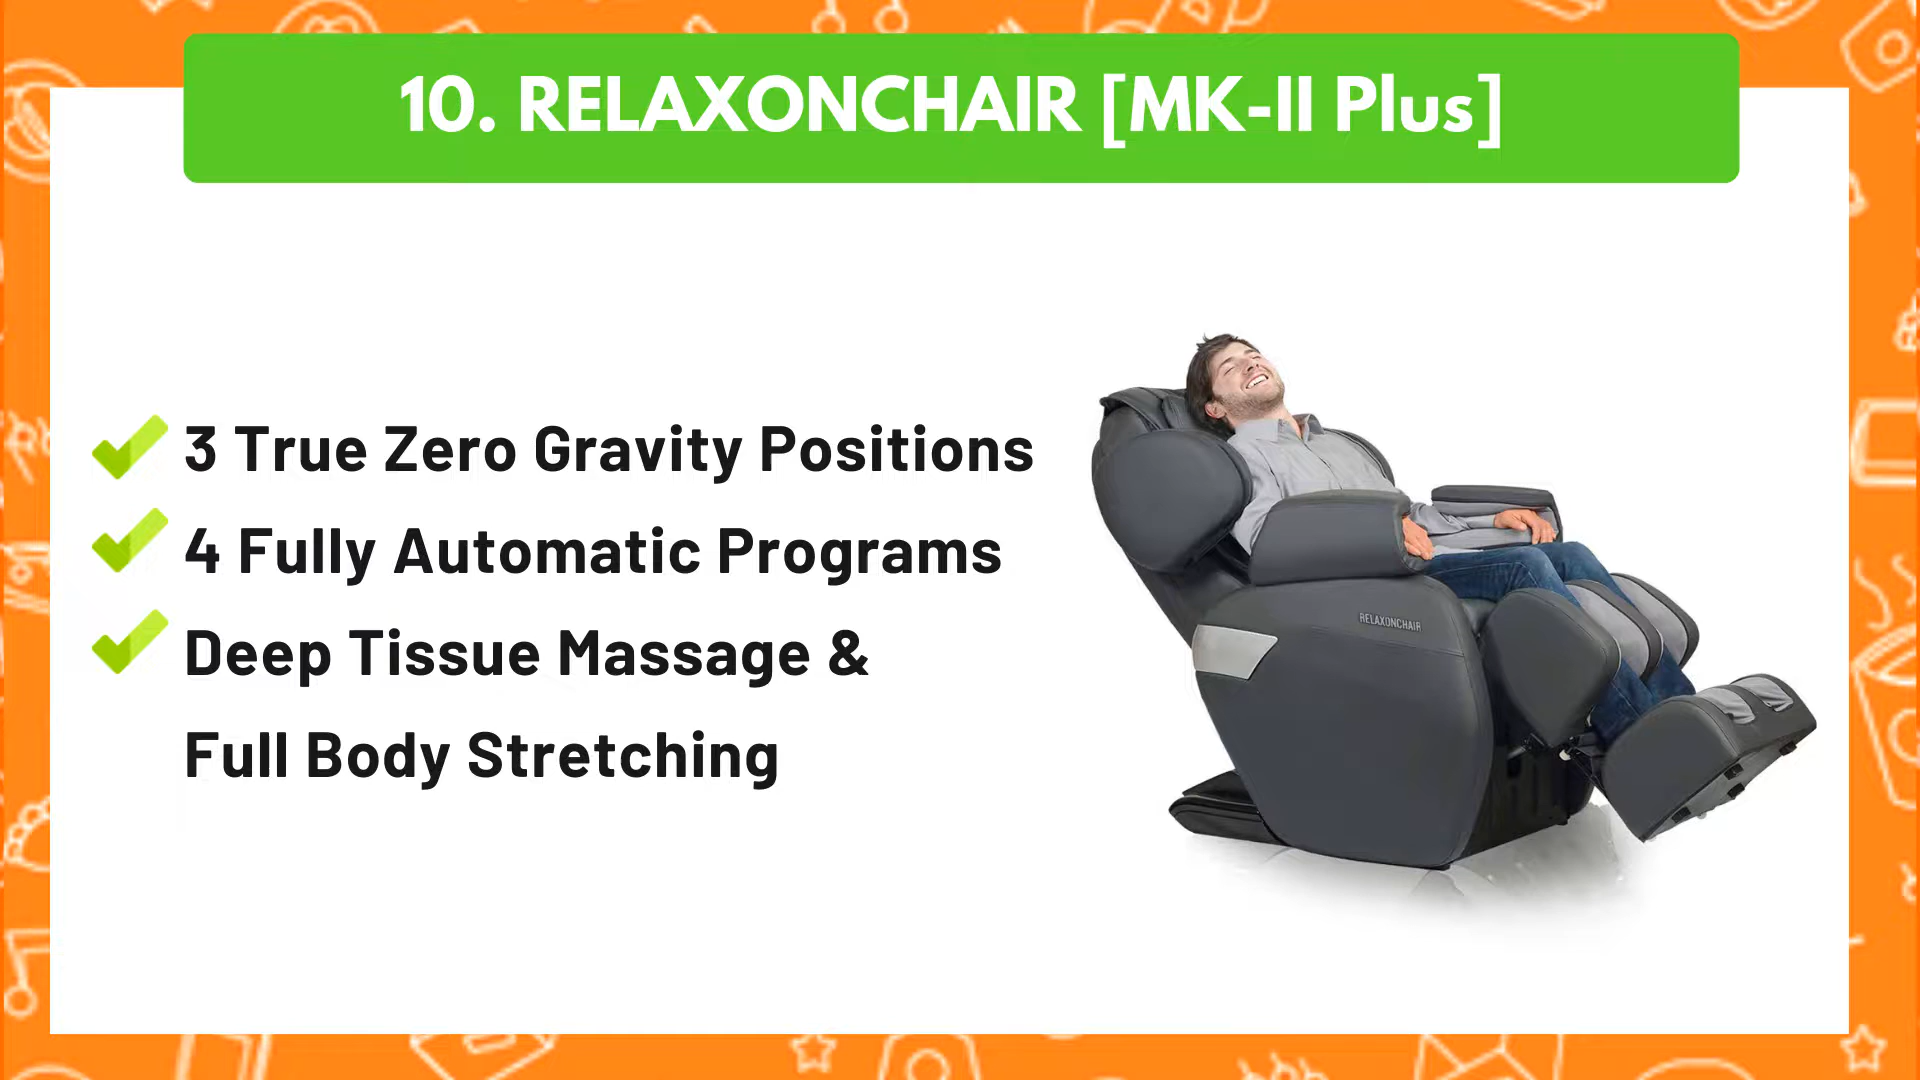 10. RELAXONCHAIR [MK-II Plus]
3 True Zero Gravity Positions
4 Fully Automatic Programs
Deep Tissue Massage &
Full Body Stretching
RELAXONCHAIR